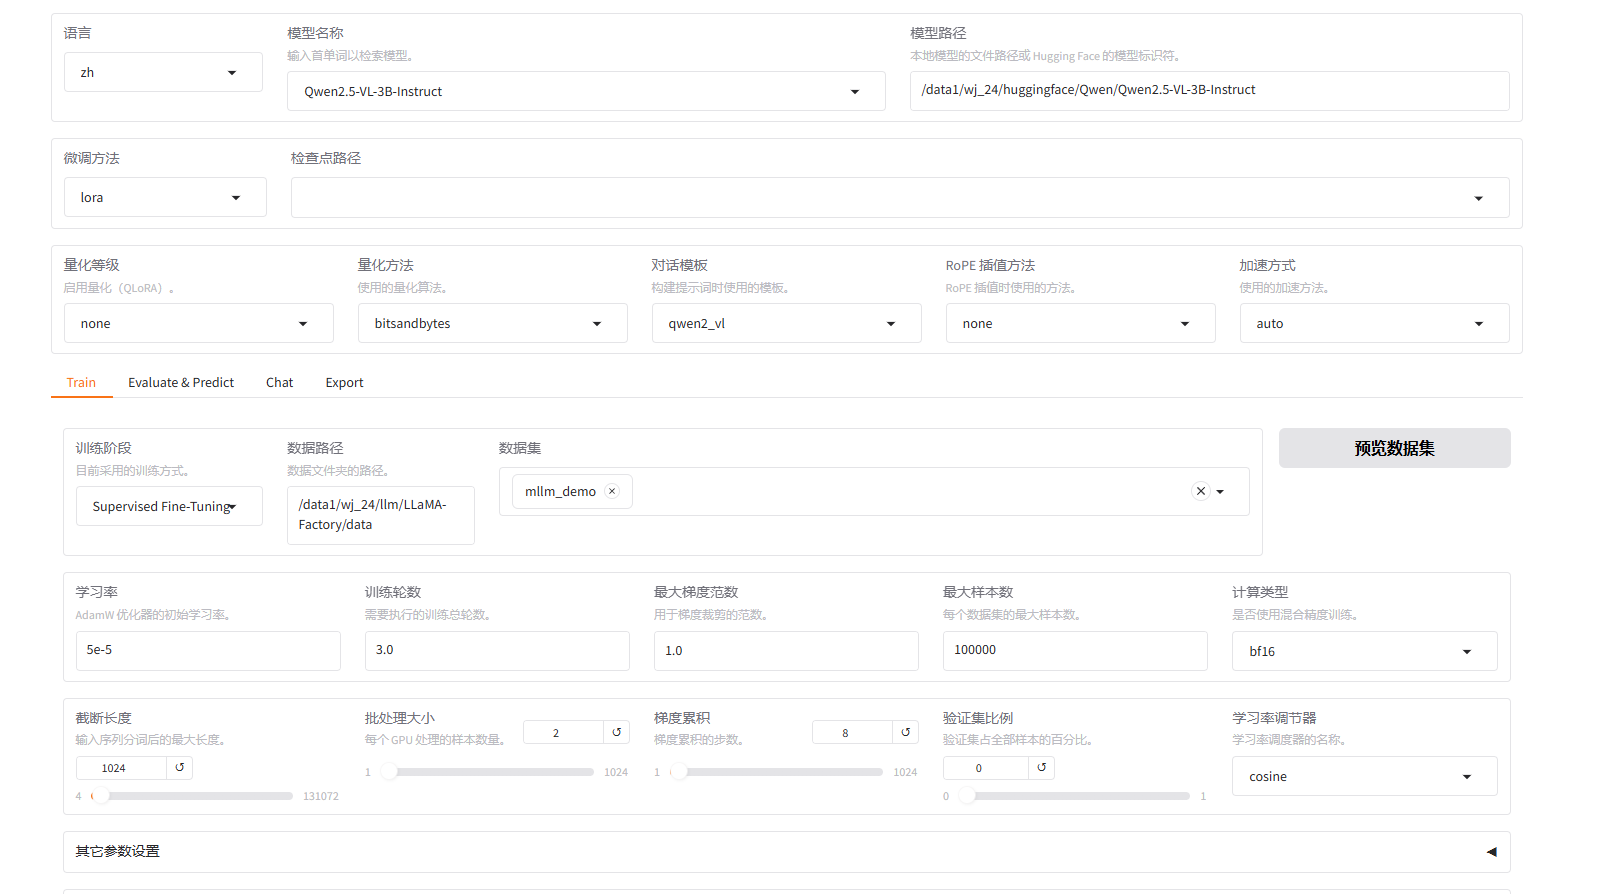 语言
模型名称
模型路径
输入首单词以检索模型。
本地模型的文件路径或 Hugging Face 的模型标识符。
zh
Qwen2.5-VL-3B-Instruct
/data1/wj_24/huggingface/Qwen/Qwen2.5-VL-3B-Instruct
微调方法
检查点路径
lora
量化等级
量化方法
对话模板
RoPE 插值方法
加速方式
启用量化（QLoRA）。
使用的量化算法。
构建提示词时使用的模板。
RoPE 插值时使用的方法。
使用的加速方法。
none
bitsandbytes
qwen2_vl
none
auto
Train
Evaluate & Predict
Chat
Export
训练阶段
数据路径
数据集
预览数据集
目前采用的训练方式。
数据文件夹的路径。
Supervised Fine-Tuning
/data1/wj_24/llm/LLaMA-
Factory/data
mllm_demo
学习率
训练轮数
最大梯度范数
最大样本数
计算类型
AdamW 优化器的初始学习率。
需要执行的训练总轮数。
用于梯度裁剪的范数。
每个数据集的最大样本数。
是否使用混合精度训练。
5e-5
3.0
1.0
100000
bf16
截断长度
输入序列分词后的最大长度。
1024
4
131072
批处理大小
每个 GPU 处理的样本数量。
2
1
1024
梯度累积
梯度累积的步数。
8
1
1024
验证集比例
验证集占全部样本的百分比。
0
0
1
学习率调节器
学习率调度器的名称。
cosine
其它参数设置